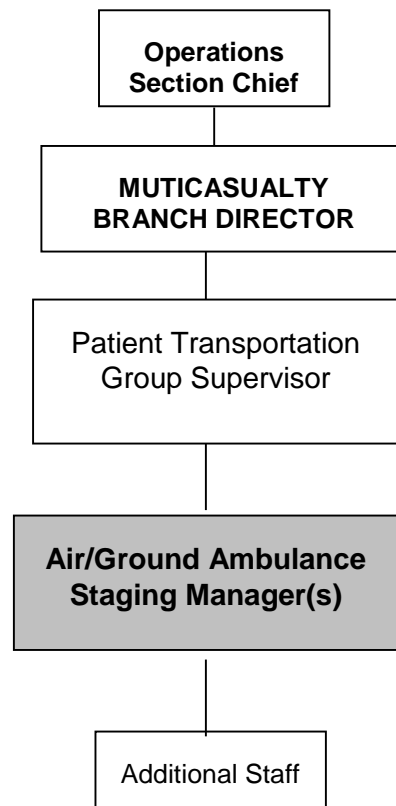 Operations
Section Chief
MUTICASUALTY
BRANCH DIRECTOR
Patient Transportation
Group Supervisor
Air/Ground Ambulance
Staging Manager(s)
Additional Staff